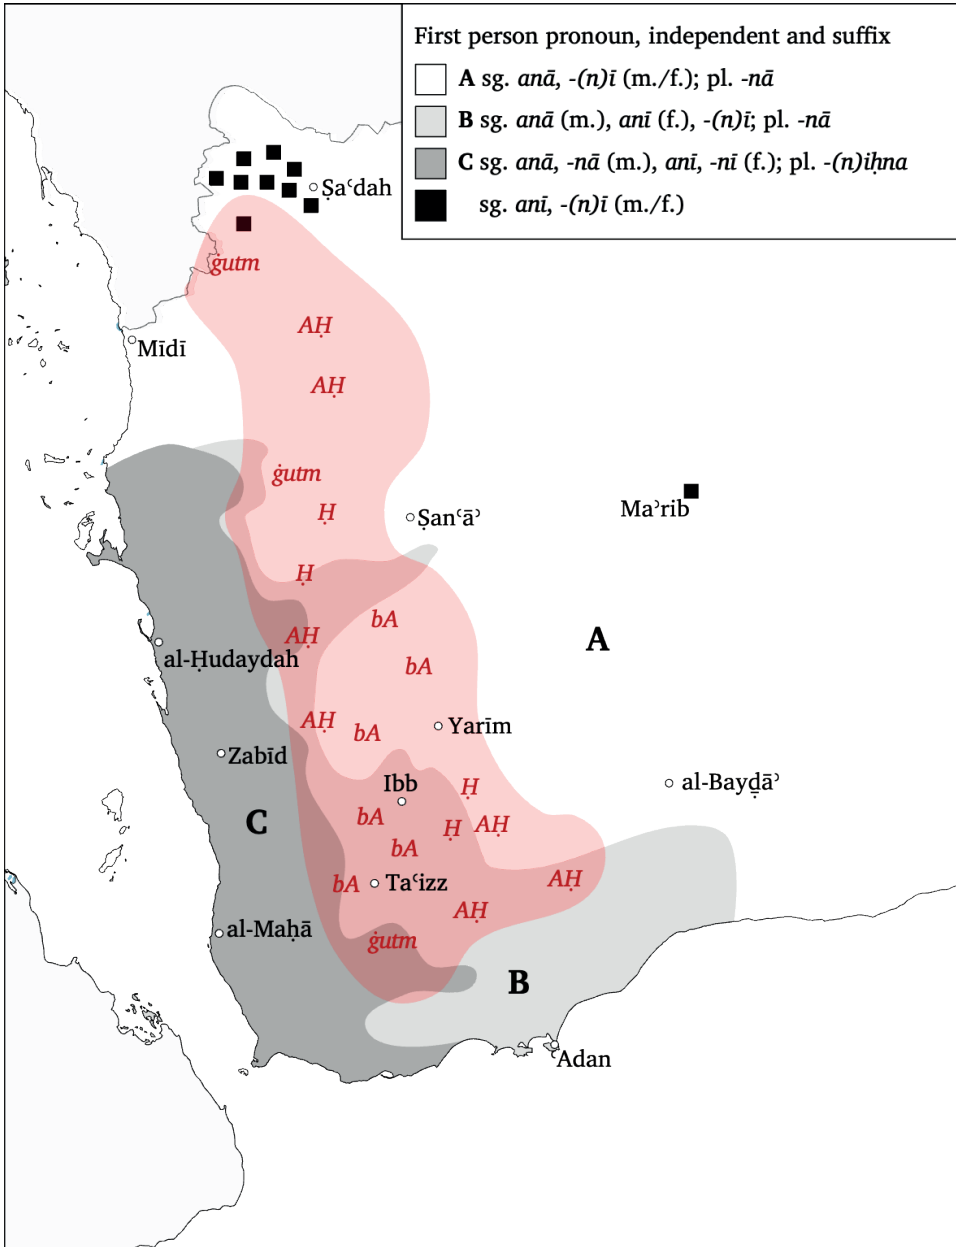 First person pronoun, independent and suffix
A sg. anā, -(n)ī (m./f.); pl. -nā
B sg. anā (m.), anī (f.), -(n)ī; pl. -nā
C sg. anā, -nā (m.), anī, -nī (f.); pl. -(n)iḥna
sg. anī, -(n)ī (m./f.)
Ṣaʿdah
ġutm
AḤ
Mīdī
AḤ
ġutm
Maʾrib
Ḥ
Ṣanʿāʾ
Ḥ
bA
AḤ
A
al-Ḥudaydah
bA
AḤ
bA
Yarīm
Zabīd
Ibb
Ḥ
al-Bayḍāʾ
C
bA
Ḥ
AḤ
bA
bA
Taʿizz
AḤ
AḤ
al-Maḥā
ġutm
B
ʿAdan